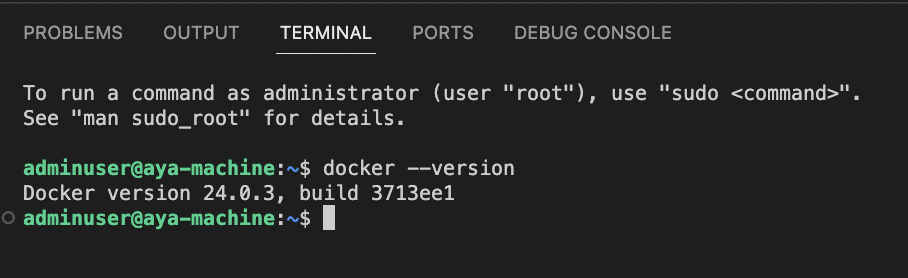 PROBLEMS OUTPUT TERMINAL PORTS DEBUG CONSOLE
To run a command as administrator (user "root"), use "sudo <command>".
See "man sudo_root" for details.
adminuser@aya-machine:~$ docker --version
Docker version 24.0.3, build 3713ee1
adminuser@aya-machine:~$